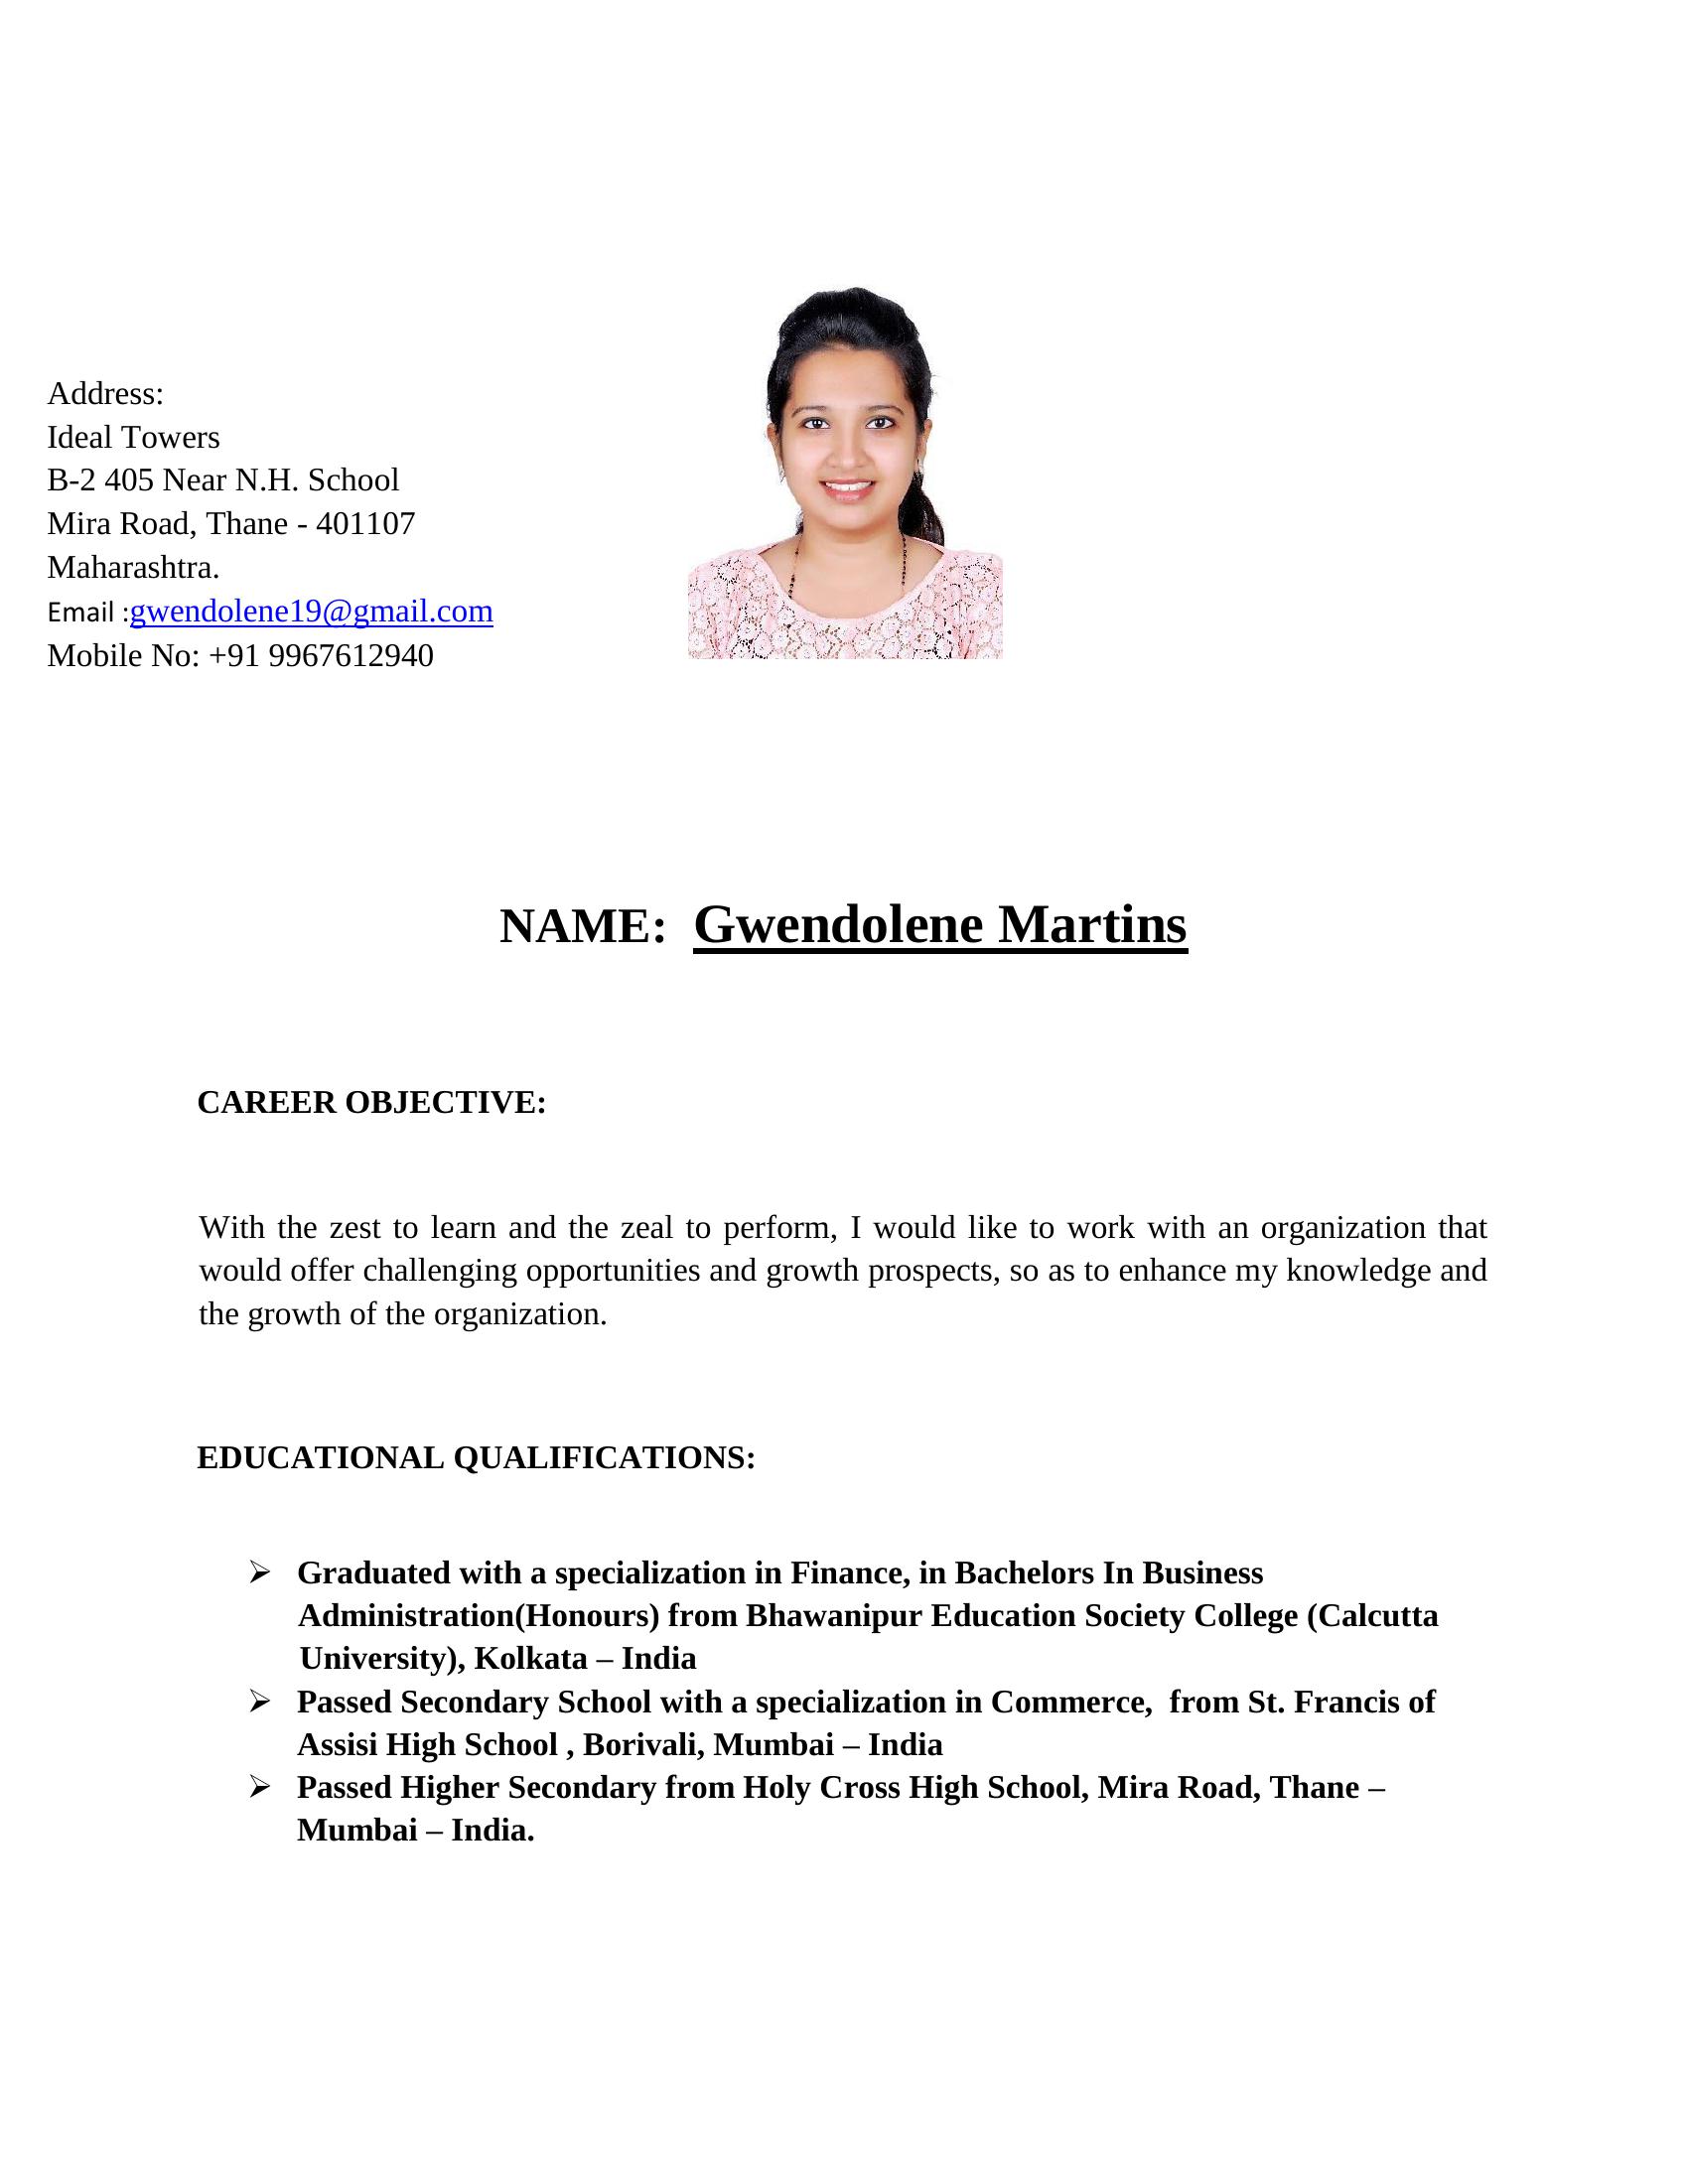 Address:
Ideal Towers
B-2 405 Near N.H. School
Mira Road, Thane - 401107
Maharashtra.
Email :gwendolene19@gmail.com
Mobile No: +91 9967612940
NAME:  Gwendolene Martins
CAREER OBJECTIVE:
With the zest to learn and the zeal to perform, I would like to work with an organization that
would offer challenging opportunities and growth prospects, so as to enhance my knowledge and
the growth of the organization.
EDUCATIONAL QUALIFICATIONS:
➢ Graduated with a specialization in Finance, in Bachelors In Business
Administration(Honours) from Bhawanipur Education Society College (Calcutta
University), Kolkata – India
➢ Passed Secondary School with a specialization in Commerce,  from St. Francis of
Assisi High School , Borivali, Mumbai – India
➢ Passed Higher Secondary from Holy Cross High School, Mira Road, Thane –
Mumbai – India.